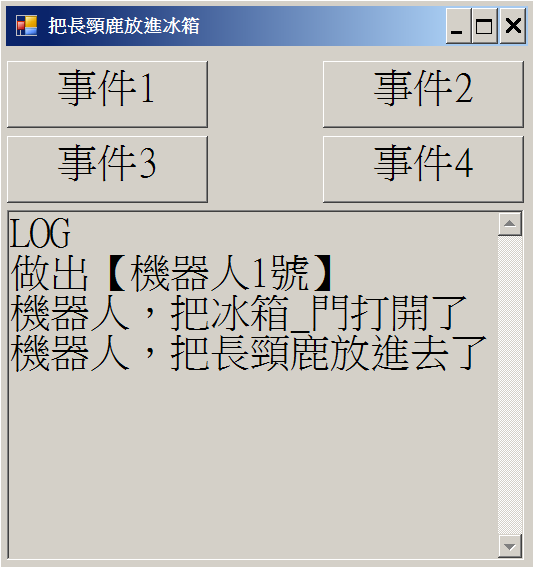 把長頸鹿放進冰箱
事件1
事件2
事件3
事件4
LOG
做出【機器人1號】
機器人，把冰箱_門打開了
機器人，把長頸鹿放進去了